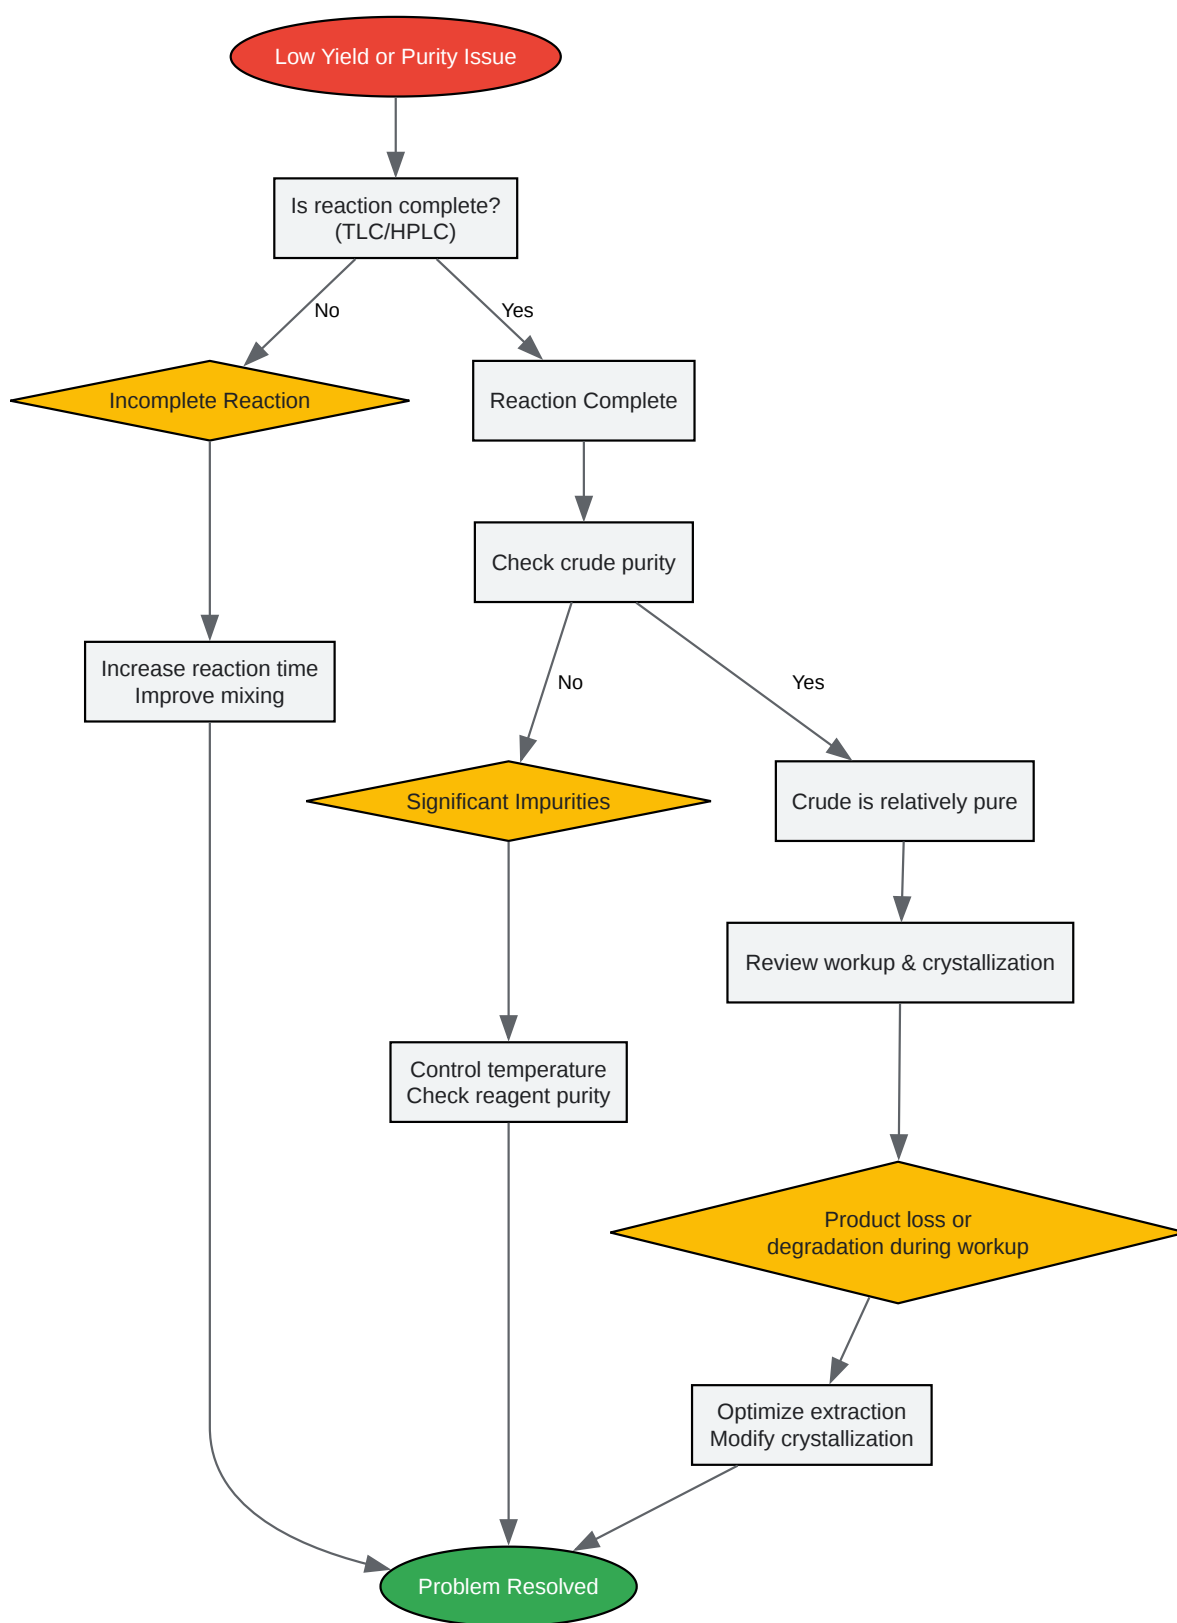 Low Yield or Purity Issue
Is reaction complete?
(TLC/HPLC)
No
Yes
Incomplete Reaction
Reaction Complete
Check crude purity
Increase reaction time
Improve mixing
No
Yes
Significant Impurities
Crude is relatively pure
Review workup & crystallization
Control temperature
Check reagent purity
Product loss or
degradation during workup
Optimize extraction
Modify crystallization
Problem Resolved